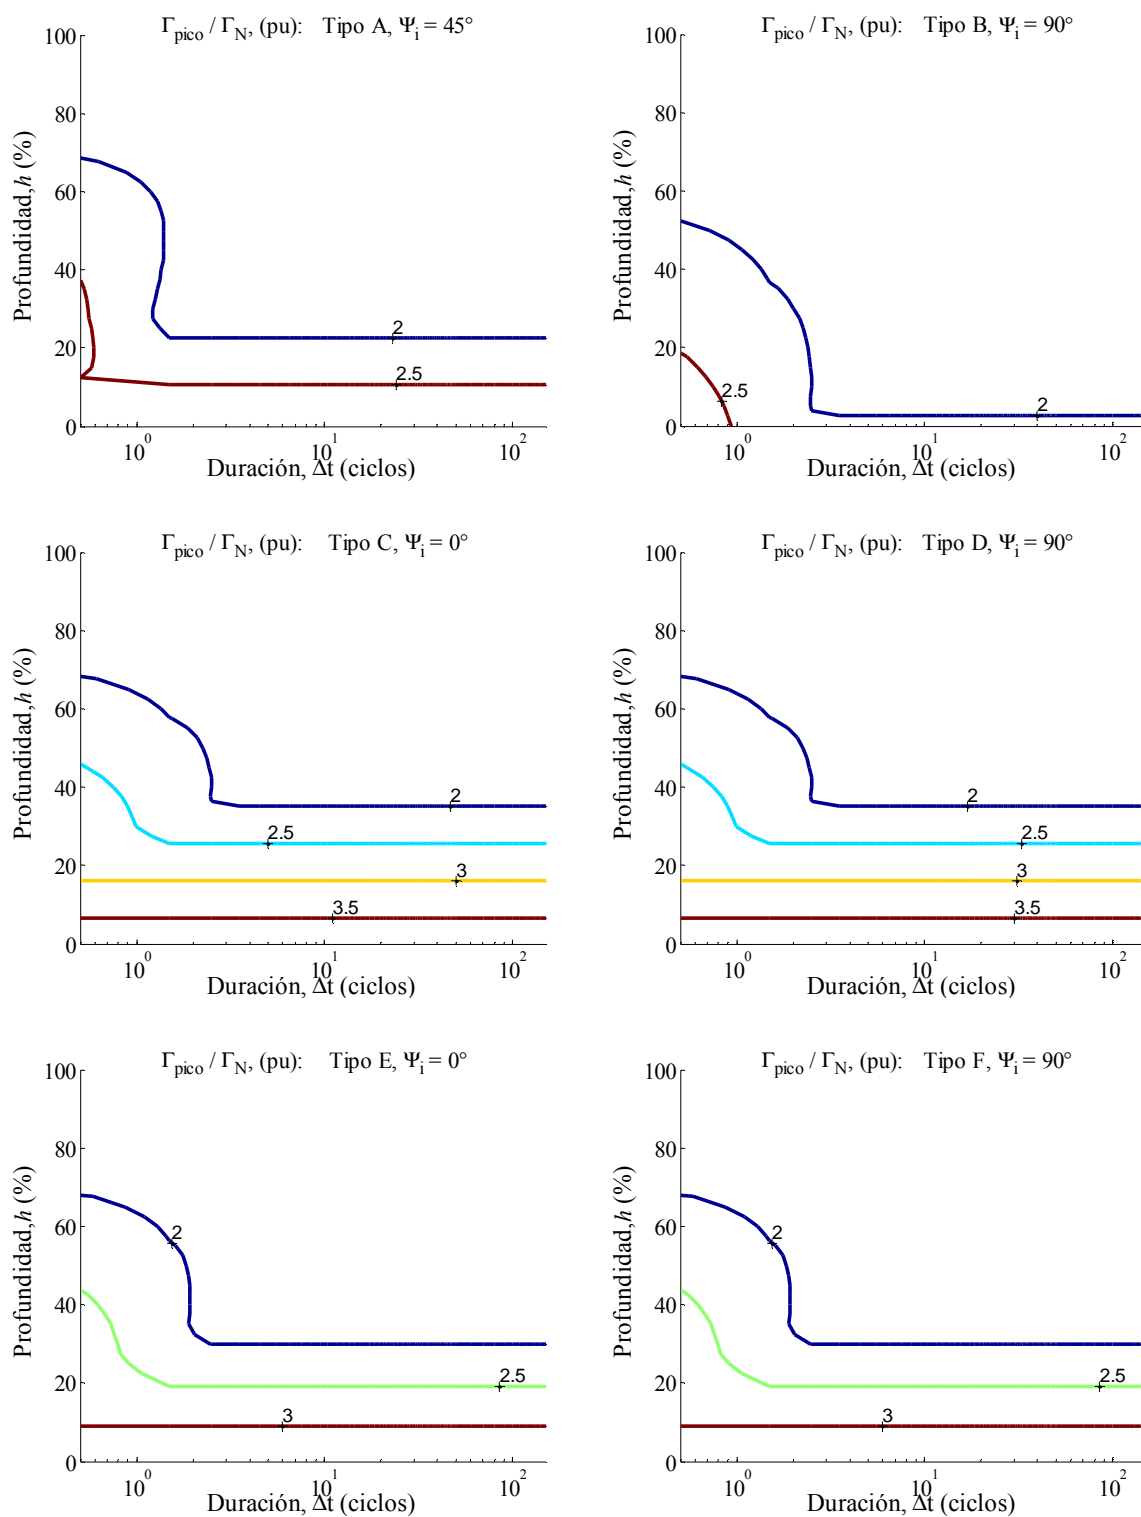 Γpico / ΓN, (pu): Tipo A, Ψi = 45°
100
80
60
40
20
0
Profundidad, h (%)
2
2.5
10^0 10^1 10^2
Duración, Δt (ciclos)
Γpico / ΓN, (pu): Tipo B, Ψi = 90°
100
80
60
40
20
0
Profundidad, h (%)
2.5
2
10^0 10^1 10^2
Duración, Δt (ciclos)
Γpico / ΓN, (pu): Tipo C, Ψi = 0°
100
80
60
40
20
0
Profundidad, h (%)
2
2.5
3
3.5
10^0 10^1 10^2
Duración, Δt (ciclos)
Γpico / ΓN, (pu): Tipo D, Ψi = 90°
100
80
60
40
20
0
Profundidad, h (%)
2
2.5
3
3.5
10^0 10^1 10^2
Duración, Δt (ciclos)
Γpico / ΓN, (pu): Tipo E, Ψi = 0°
100
80
60
40
20
0
Profundidad, h (%)
2
2.5
3
10^0 10^1 10^2
Duración, Δt (ciclos)
Γpico / ΓN, (pu): Tipo F, Ψi = 90°
100
80
60
40
20
0
Profundidad, h (%)
2
2.5
3
10^0 10^1 10^2
Duración, Δt (ciclos)